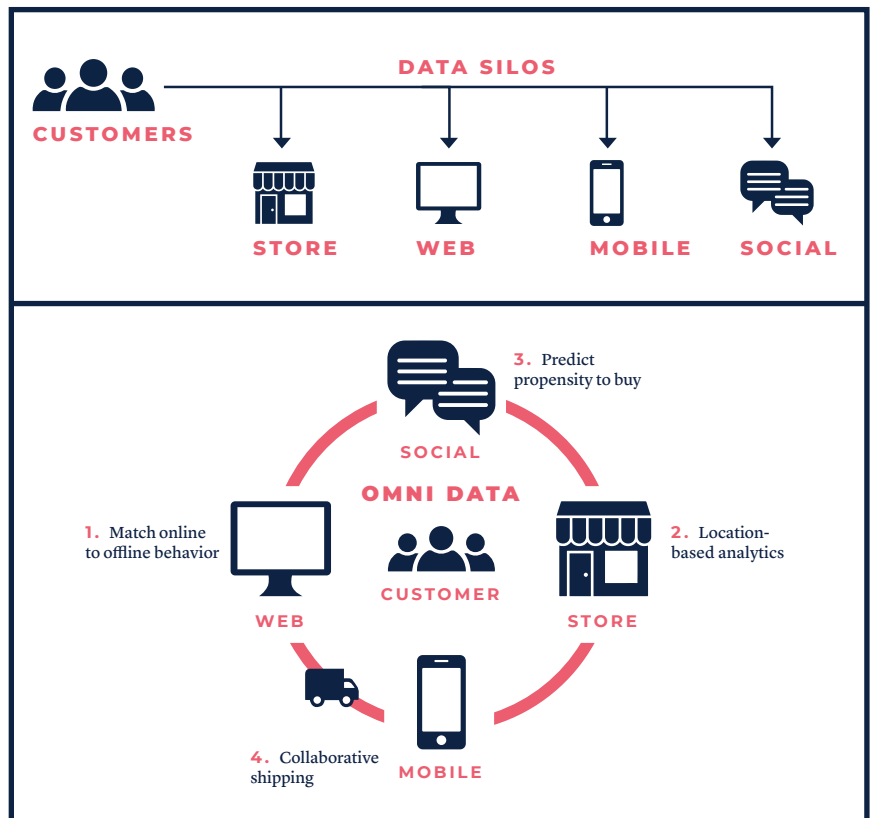 DATA SILOS
CUSTOMERS
STORE
WEB
MOBILE
SOCIAL
3. Predict
propensity to buy
SOCIAL
OMNI DATA
1. Match online
to offline behavior
2. Location-
based analytics
CUSTOMER
WEB
STORE
4. Collaborative
shipping
MOBILE